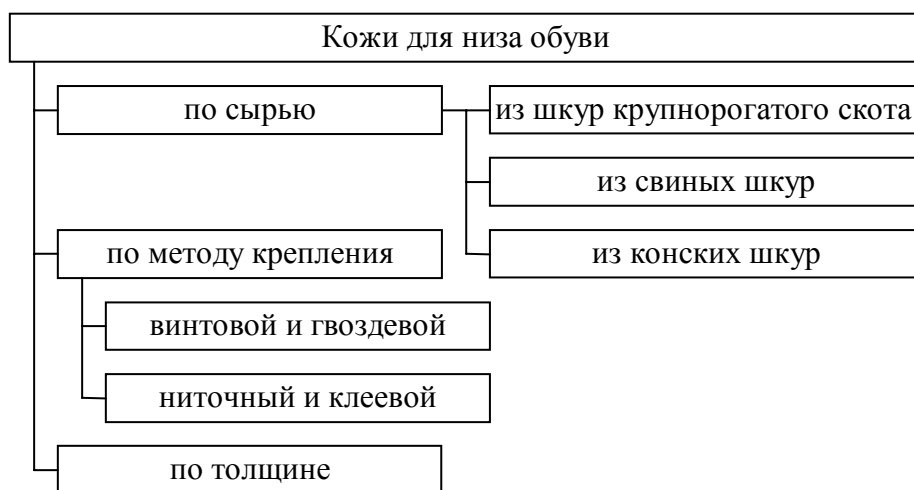 Кожи для низа обуви
по сырью
из шкур крупнорогатого скота
из свиных шкур
по методу крепления
из конских шкур
винтовой и гвоздевой
ниточный и клеевой
по толщине